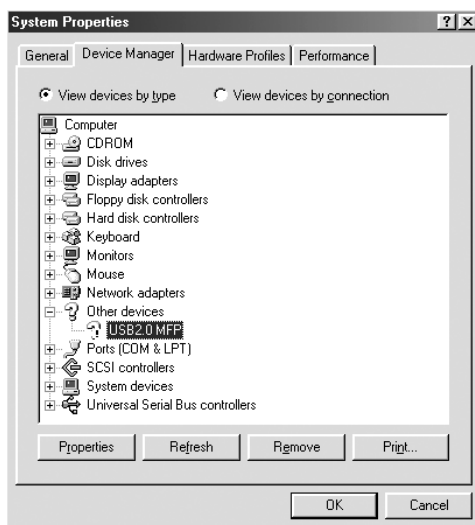 System Properties
General Device Manager Hardware Profiles Performance
View devices by type View devices by connection
Computer
CDROM
Disk drives
Display adapters
Floppy disk controllers
Hard disk controllers
Keyboard
Monitors
Mouse
Network adapters
Other devices
USB2.0 MFP
Ports (COM & LPT)
SCSI controllers
System devices
Universal Serial Bus controllers
Properties Refresh Remove Print...
OK Cancel